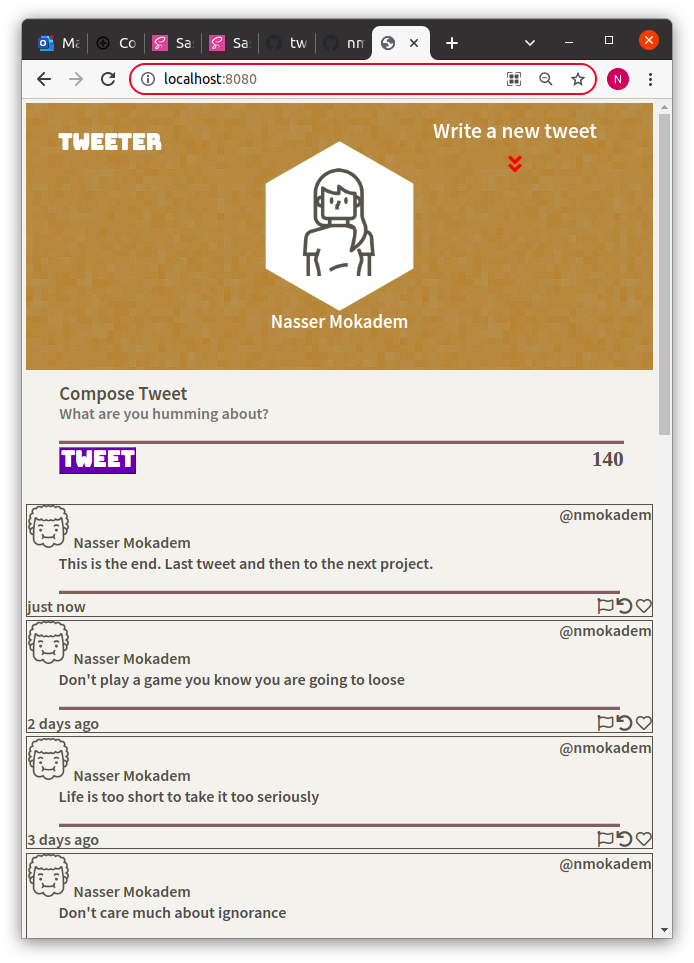 Ma
Co
Sa
Sa
tw
nm
localhost:8080
N
TWEETER
Write a new tweet
Nasser Mokadem
Compose Tweet
What are you humming about?
TWEET
140
@nmokadem
Nasser Mokadem
This is the end. Last tweet and then to the next project.
just now
@nmokadem
Nasser Mokadem
Don't play a game you know you are going to loose
2 days ago
@nmokadem
Nasser Mokadem
Life is too short to take it too seriously
3 days ago
@nmokadem
Nasser Mokadem
Don't care much about ignorance